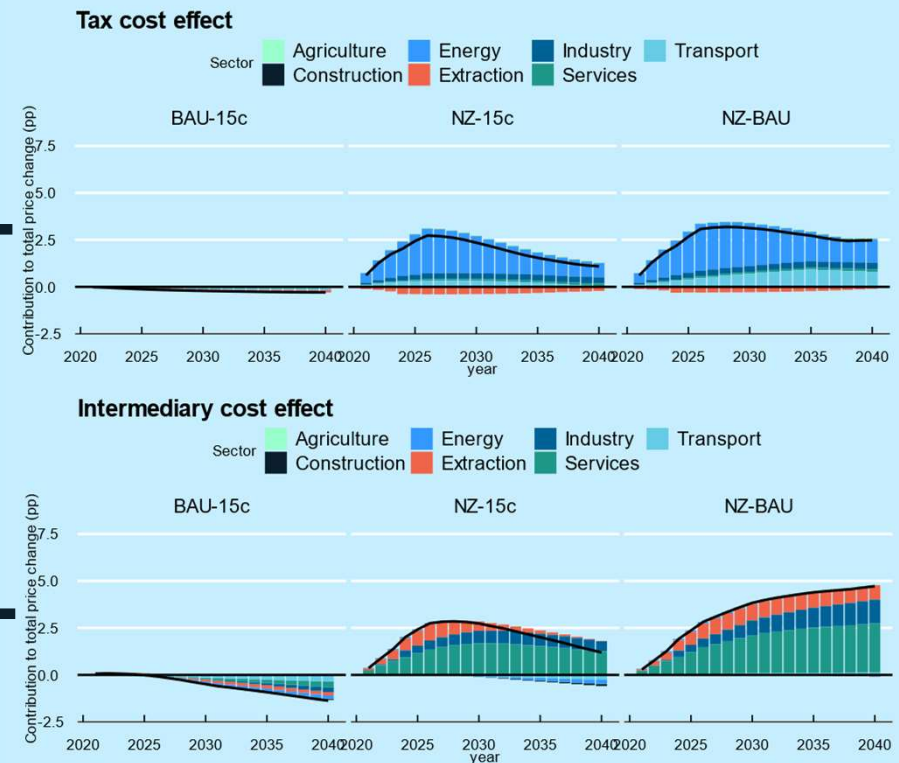 Tax cost effect
Sector Agriculture Energy Industry Transport
Construction Extraction Services
BAU-15c NZ-15c NZ-BAU
Contribution to total price change (pp)
7.5
5.0
2.5
0.0
-2.5
2020 2025 2030 2035 2040 2020 2025 2030 2035 2040 2020 2025 2030 2035 2040
year
Intermediary cost effect
Sector Agriculture Energy Industry Transport
Construction Extraction Services
BAU-15c NZ-15c NZ-BAU
Contribution to total price change (pp)
7.5
5.0
2.5
0.0
-2.5
2020 2025 2030 2035 2040 2020 2025 2030 2035 2040 2020 2025 2030 2035 2040
year